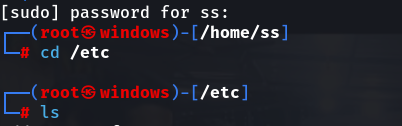 [sudo] password for ss:
┌──(root㉿windows)-[/home/ss]
└─# cd /etc
┌──(root㉿windows)-[/etc]
└─# ls